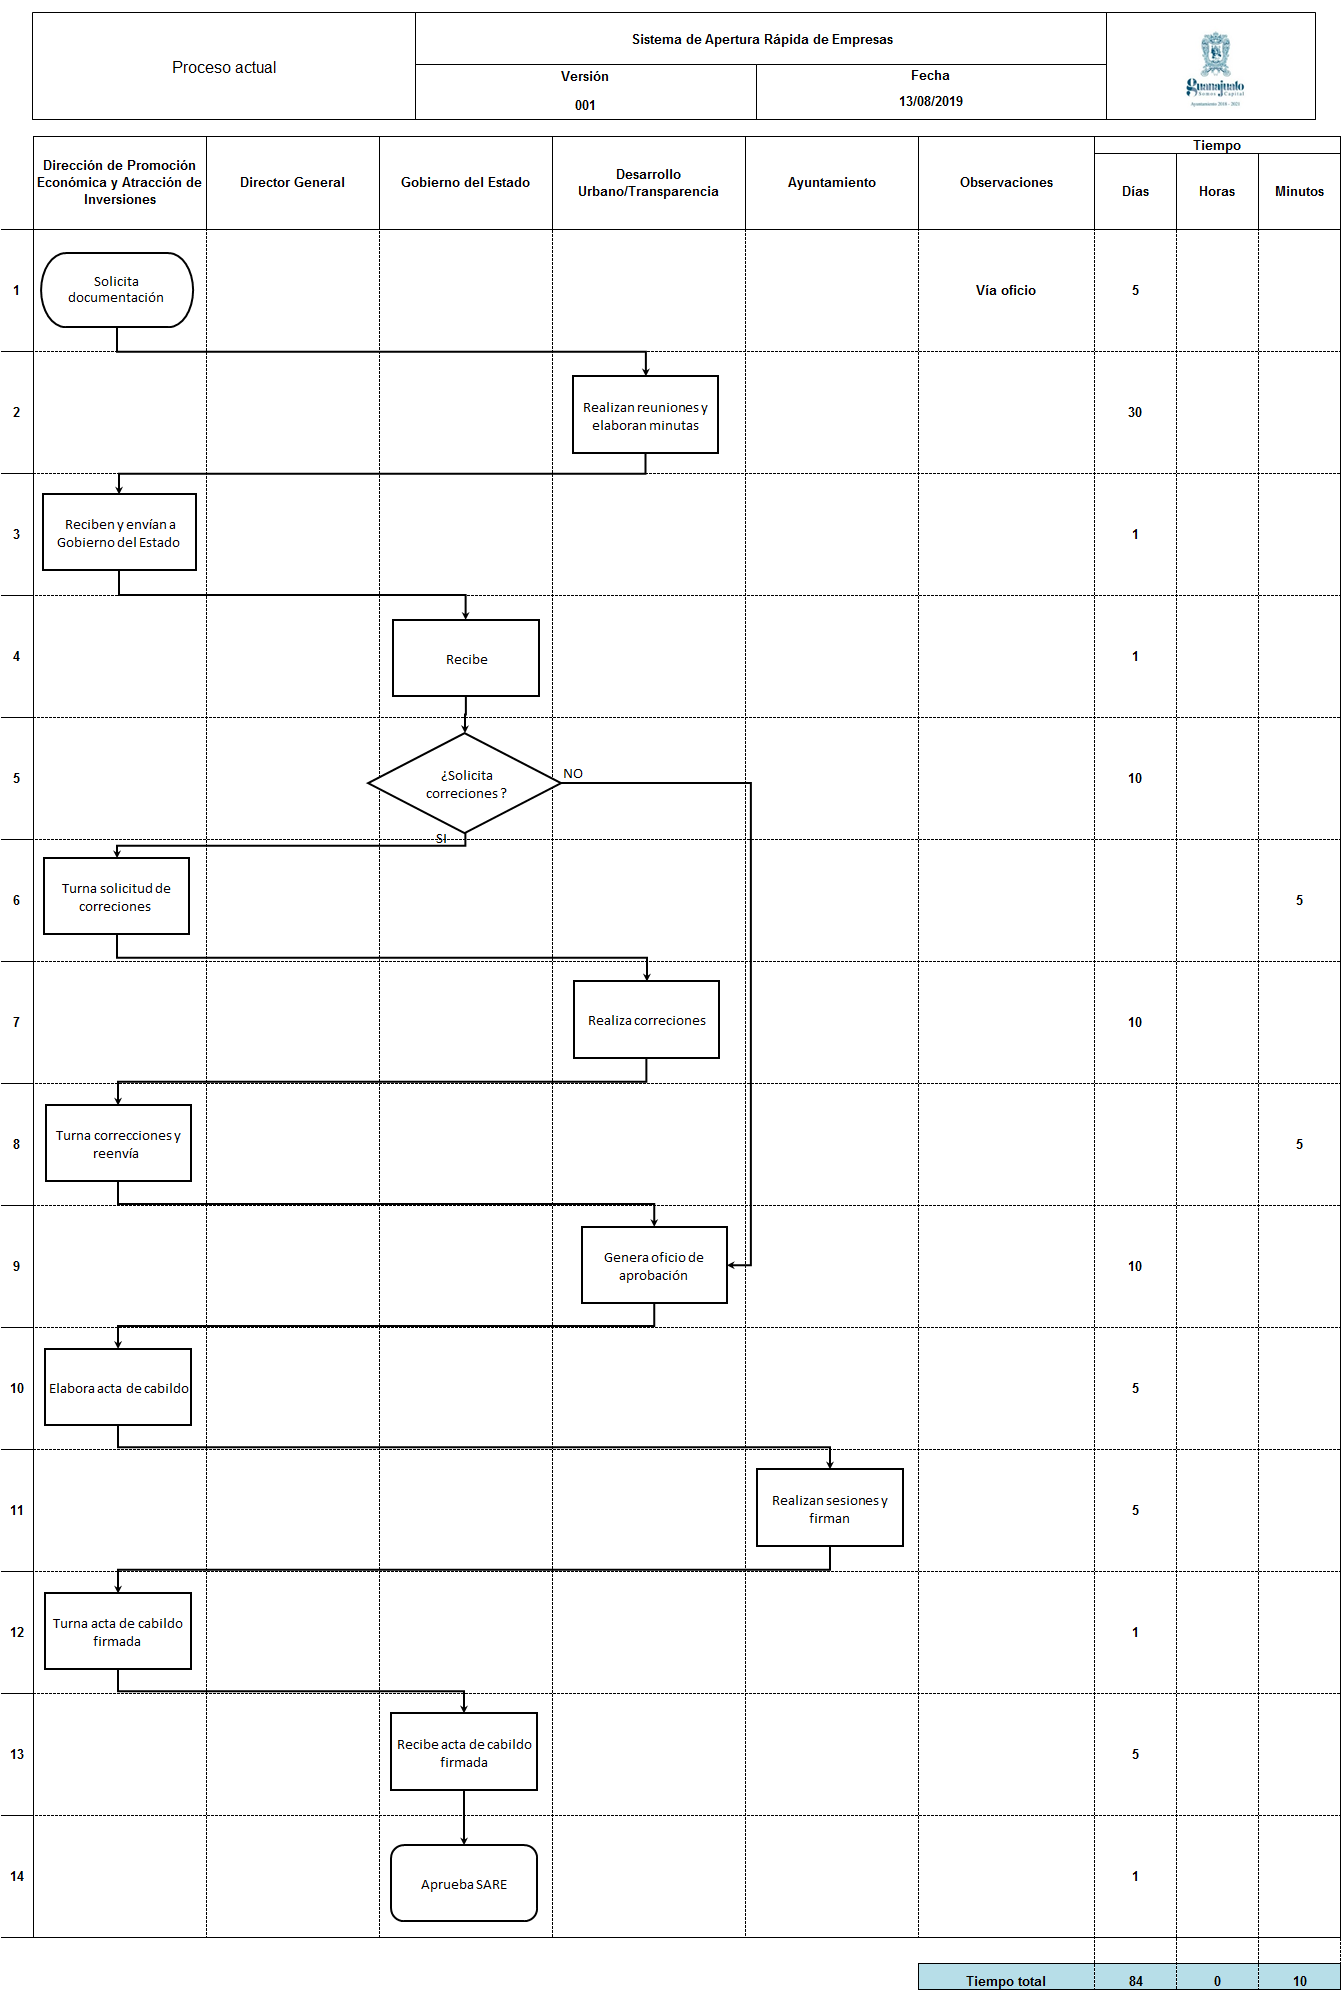 Proceso actual
Sistema de Apertura Rápida de Empresas
Versión
001
Fecha
13/08/2019
guanajuato
Somos Capital
Ayuntamiento 2018 - 2021
Dirección de Promoción
Económica y Atracción de
Inversiones
Director General
Gobierno del Estado
Desarrollo
Urbano/Transparencia
Ayuntamiento
Observaciones
Tiempo
Días
Horas
Minutos
1
Solicita
documentación
Vía oficio
5
2
Realizan reuniones y
elaboran minutas
30
3
Reciben y envían a
Gobierno del Estado
1
4
Recibe
1
5
¿Solicita
correciones ?
NO
SI
10
6
Turna solicitud de
correciones
5
7
Realiza correciones
10
8
Turna correcciones y
reenvía
5
9
Genera oficio de
aprobación
10
10
Elabora acta de cabildo
5
11
Realizan sesiones y
firman
5
12
Turna acta de cabildo
firmada
1
13
Recibe acta de cabildo
firmada
5
14
Aprueba SARE
1
Tiempo total
84
0
10